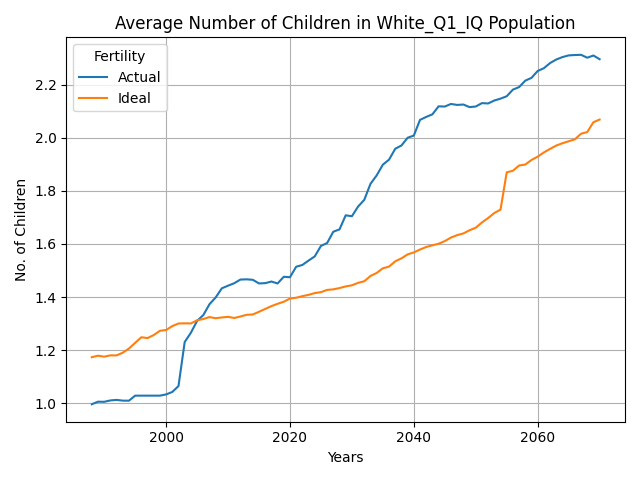 Average Number of Children in White_Q1_IQ Population
Fertility
Actual
Ideal
No. of Children
2.2
2.0
1.8
1.6
1.4
1.2
1.0
2000 2020 2040 2060
Years